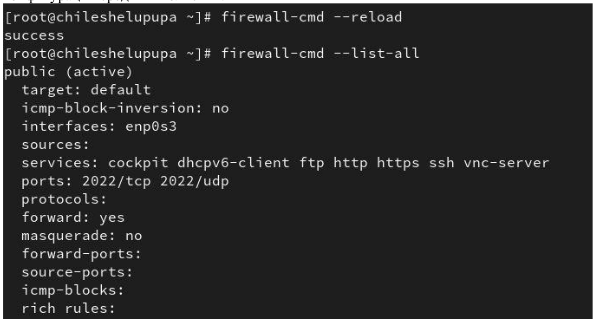 [root@chileshelupupa ~]# firewall-cmd --reload
success
[root@chileshelupupa ~]# firewall-cmd --list-all
public (active)
  target: default
  icmp-block-inversion: no
  interfaces: enp0s3
  sources:
  services: cockpit dhcpv6-client ftp http https ssh vnc-server
  ports: 2022/tcp 2022/udp
  protocols:
  forward: yes
  masquerade: no
  forward-ports:
  source-ports:
  icmp-blocks:
  rich rules: